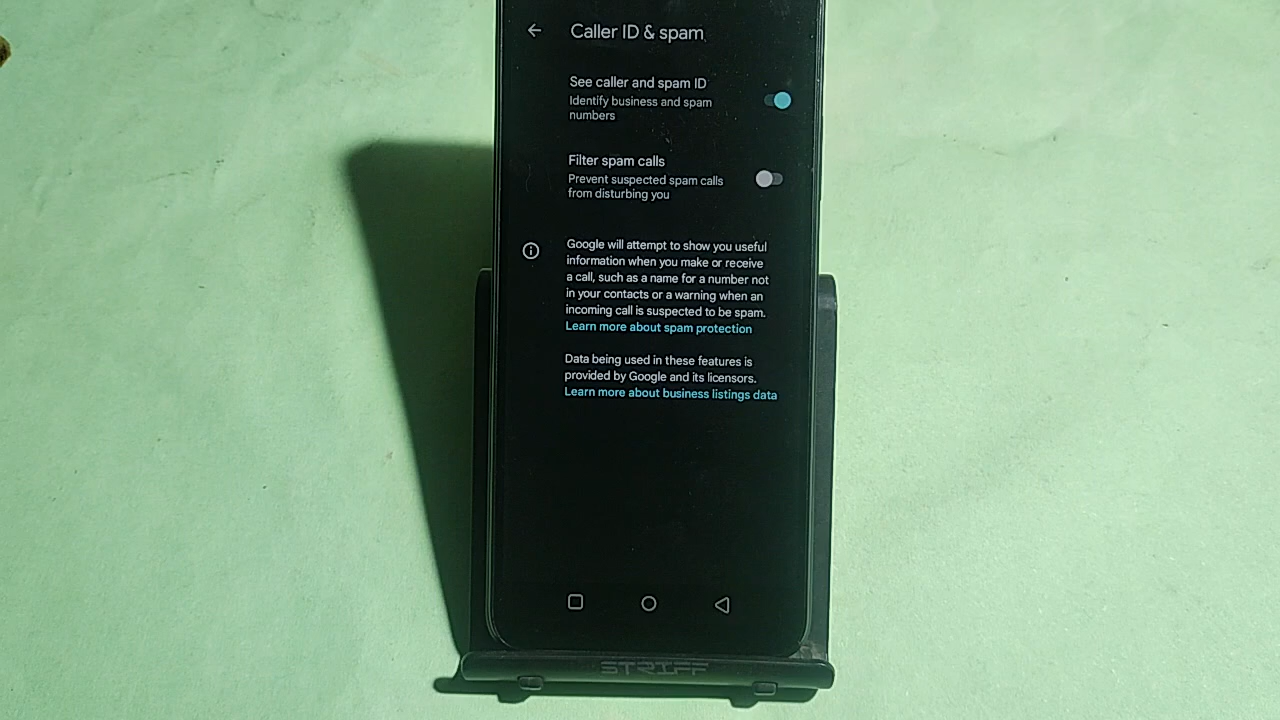 Caller ID & spam
See caller and spam ID
Identify business and spam
numbers
Filter spam calls
Prevent suspected spam calls
from disturbing you
Google will attempt to show you useful
information when you make or receive
a call, such as a name for a number not
in your contacts or a warning when an
incoming call is suspected to be spam.
Learn more about spam protection
Data being used in these features is
provided by Google and its licensors.
Learn more about business listings data
STRIFF